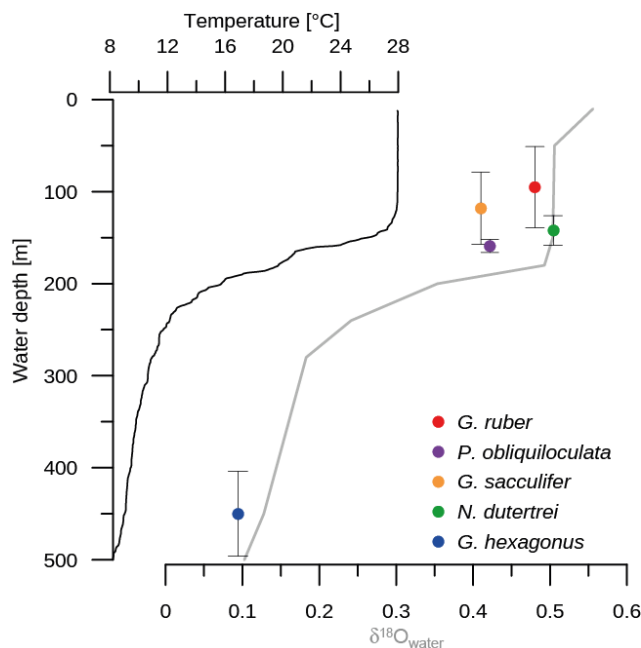 Temperature [°C]
8 12 16 20 24 28
0
100
200
300
400
500
Water depth [m]
G. ruber
P. obliquiloculata
G. sacculifer
N. dutertrei
G. hexagonus
0 0.1 0.2 0.3 0.4 0.5 0.6
δ¹⁸O_water